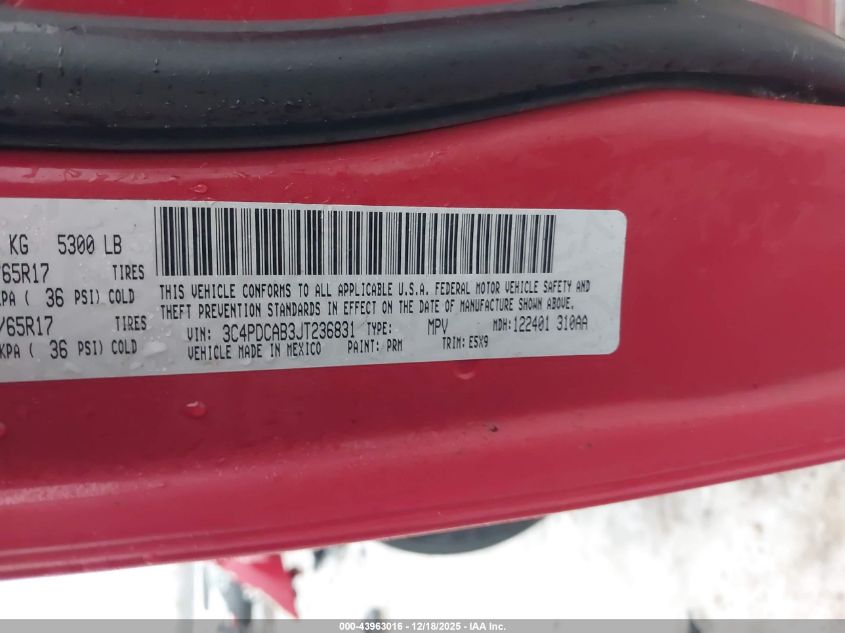 KG 5300 LB
/65R17 TIRES
KPA ( 36 PSI) COLD
/65R17 TIRES
KPA ( 36 PSI) COLD
THIS VEHICLE CONFORMS TO ALL APPLICABLE U.S.A. FEDERAL MOTOR VEHICLE SAFETY AND
THEFT PREVENTION STANDARDS IN EFFECT ON THE DATE OF MANUFACTURE SHOWN ABOVE.
VIN: 3C4PDCAB3JT236831 TYPE: MPV MDH:122401 310AA
VEHICLE MADE IN MEXICO PAINT: PRM TRIM: ESX9
000-43963016 - 12/18/2025 - IAA Inc.